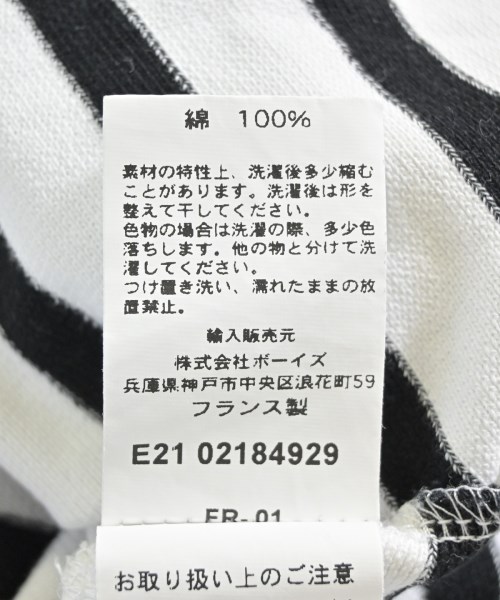 綿 100%
素材の特性上、洗濯後多少縮む
ことがあります。洗濯後は形を
整えて干してください。
色物の場合は洗濯の際、多少色
落ちします。他の物と分けて洗
濯してください。
つけ置き洗い、濡れたままの放
置禁止。
輸入販売元
株式会社ボーイズ
兵庫県神戸市中央区浪花町59
フランス製
E21 02184929
FR-01
お取り扱い上のご注意